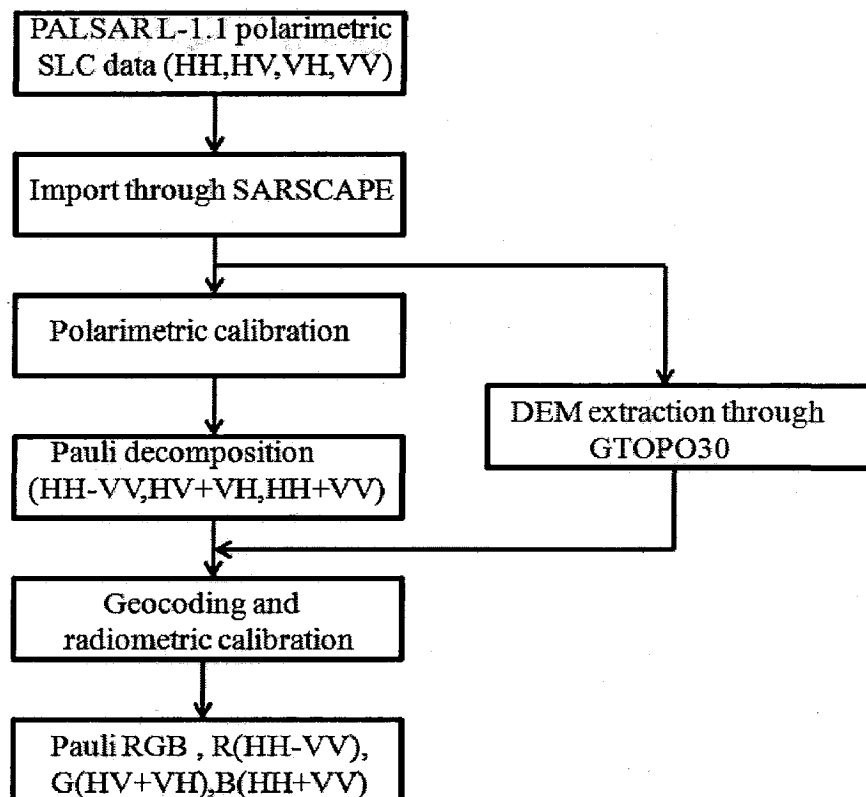 PALSAR L-1.1 polarimetric
SLC data (HH,HV,VH,VV)
Import through SARSCAPE
Polarimetric calibration
DEM extraction through
GTOPO30
Pauli decomposition
(HH-VV,HV+VH,HH+VV)
Geocoding and
radiometric calibration
Pauli RGB , R(HH-VV),
G(HV+VH),B(HH+VV)